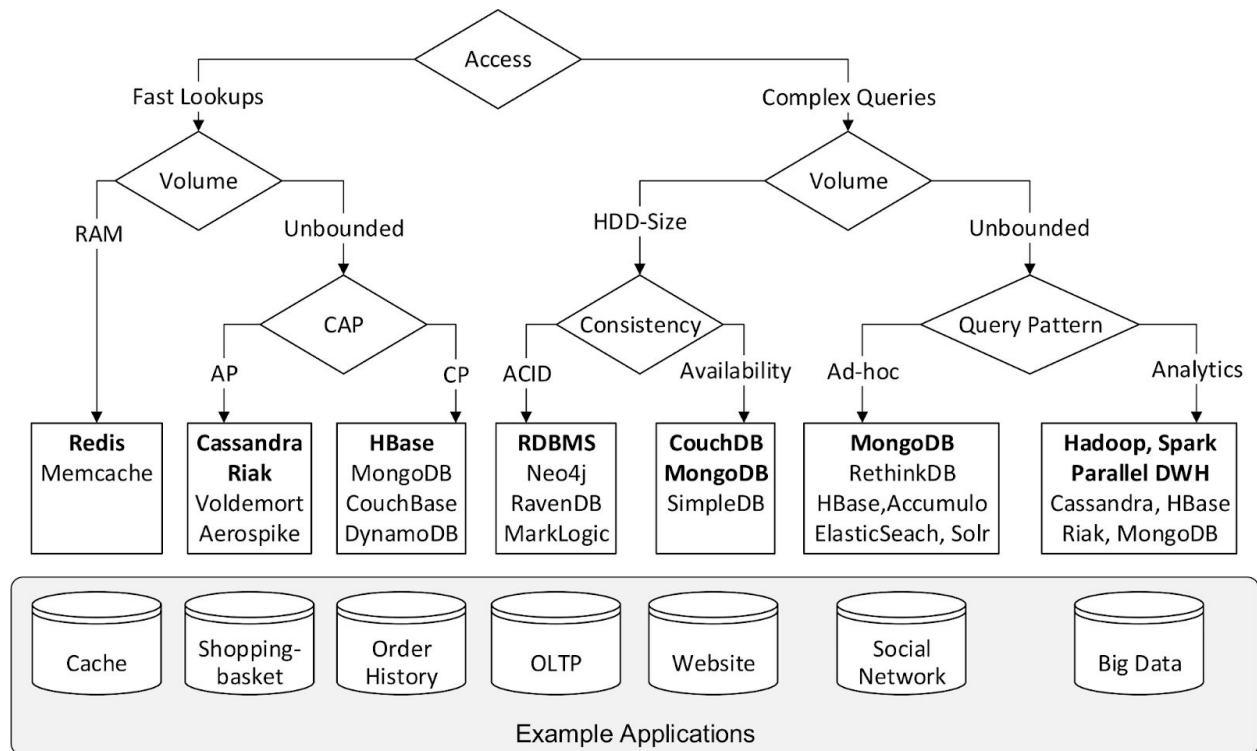 Access
Fast Lookups
Complex Queries
Volume
Volume
RAM
Unbounded
HDD-Size
Unbounded
CAP
Consistency
Query Pattern
AP
CP
ACID
Availability
Ad-hoc
Analytics
Redis
Memcache
Cassandra
Riak
Voldemort
Aerospike
HBase
MongoDB
CouchBase
DynamoDB
RDBMS
Neo4j
RavenDB
MarkLogic
CouchDB
MongoDB
SimpleDB
MongoDB
RethinkDB
HBase,Accumulo
ElasticSeach, Solr
Hadoop, Spark
Parallel DWH
Cassandra, HBase
Riak, MongoDB
Cache
Shopping-
basket
Order
History
OLTP
Website
Social
Network
Big Data
Example Applications